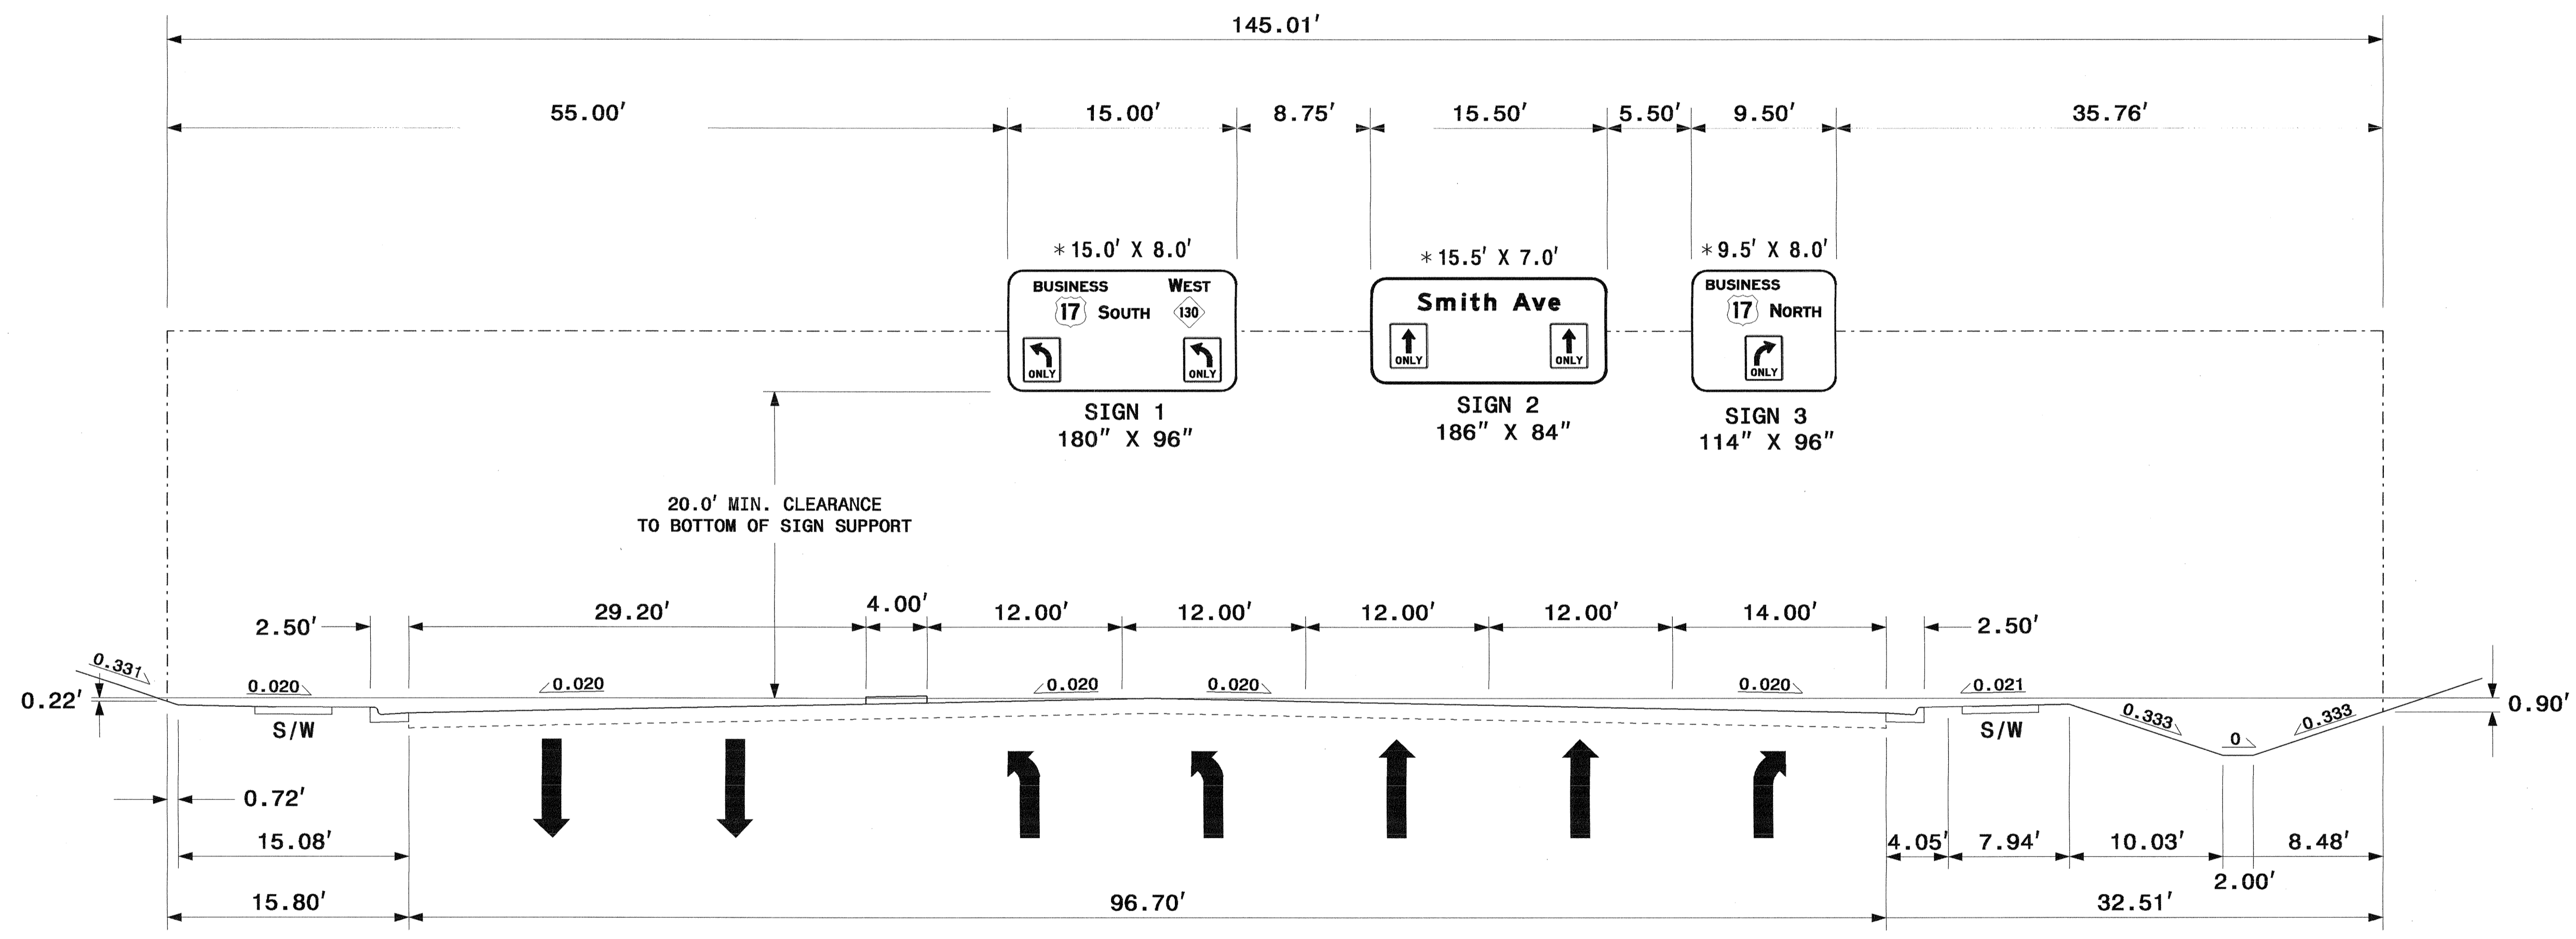 145.01'
55.00' 15.00' 8.75' 15.50' 5.50' 9.50' 35.76'
*15.0' X 8.0' *15.5' X 7.0' *9.5' X 8.0'
BUSINESS WEST
17 SOUTH 130
ONLY ONLY
SIGN 1
180" X 96"
Smith Ave
ONLY ONLY
SIGN 2
186" X 84"
BUSINESS
17 NORTH
ONLY
SIGN 3
114" X 96"
20.0' MIN. CLEARANCE
TO BOTTOM OF SIGN SUPPORT
2.50' 29.20' 4.00' 12.00' 12.00' 12.00' 12.00' 14.00' 2.50'
0.331 0.020 0.020 0.020 0.020 0.020 0.021
0.22' 0.90'
S/W S/W 0.333 0 0.333
0.72'
15.08' 4.05' 7.94' 10.03' 8.48'
2.00'
15.80' 96.70' 32.51'